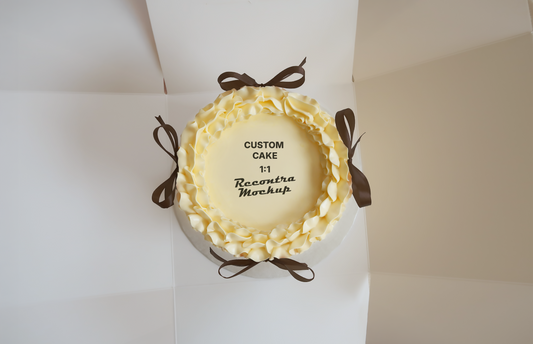 CUSTOM
CAKE
1:1
Recontra
Mockup